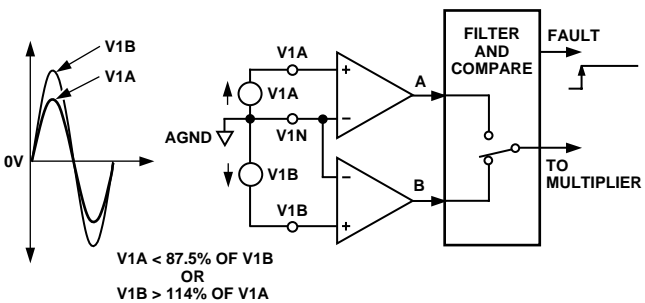 V1B
V1A
0V
V1A
V1A
AGND
V1N
V1B
V1B
A
B
FILTER
AND
COMPARE
FAULT
TO
MULTIPLIER
V1A < 87.5% OF V1B
OR
V1B > 114% OF V1A